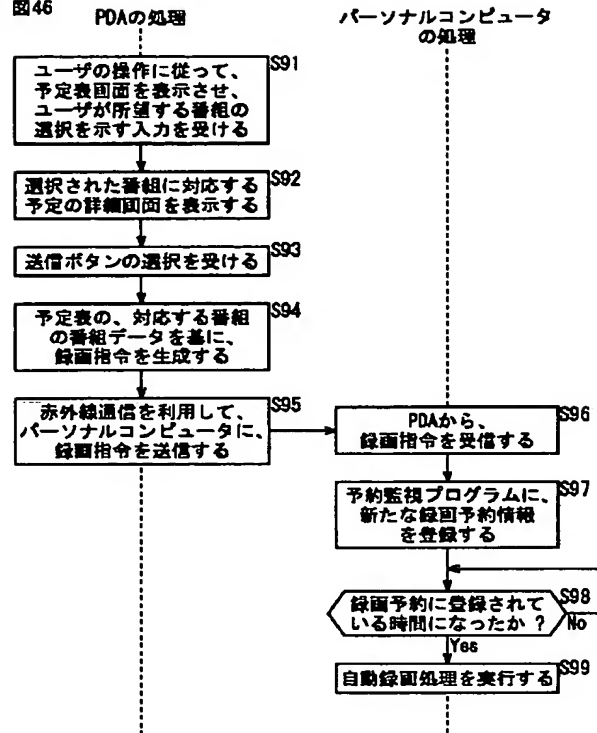 図46
PDAの処理
パーソナルコンピュータ
の処理
ユーザの操作に従って、
予定表画面を表示させ、
ユーザが所望する番組の
選択を示す入力を受ける
S91
選択された番組に対応する
予定の詳細画面を表示する
S92
送信ボタンの選択を受ける
S93
予定表の、対応する番組
の番組データを基に、
録画指令を生成する
S94
赤外線通信を利用して、
パーソナルコンピュータに、
録画指令を送信する
S95
PDAから、
録画指令を受信する
S96
予約監視プログラムに、
新たな録画予約情報
を登録する
S97
録画予約に登録されて
いる時間になったか?
S98
No
Yes
自動録画処理を実行する
S99